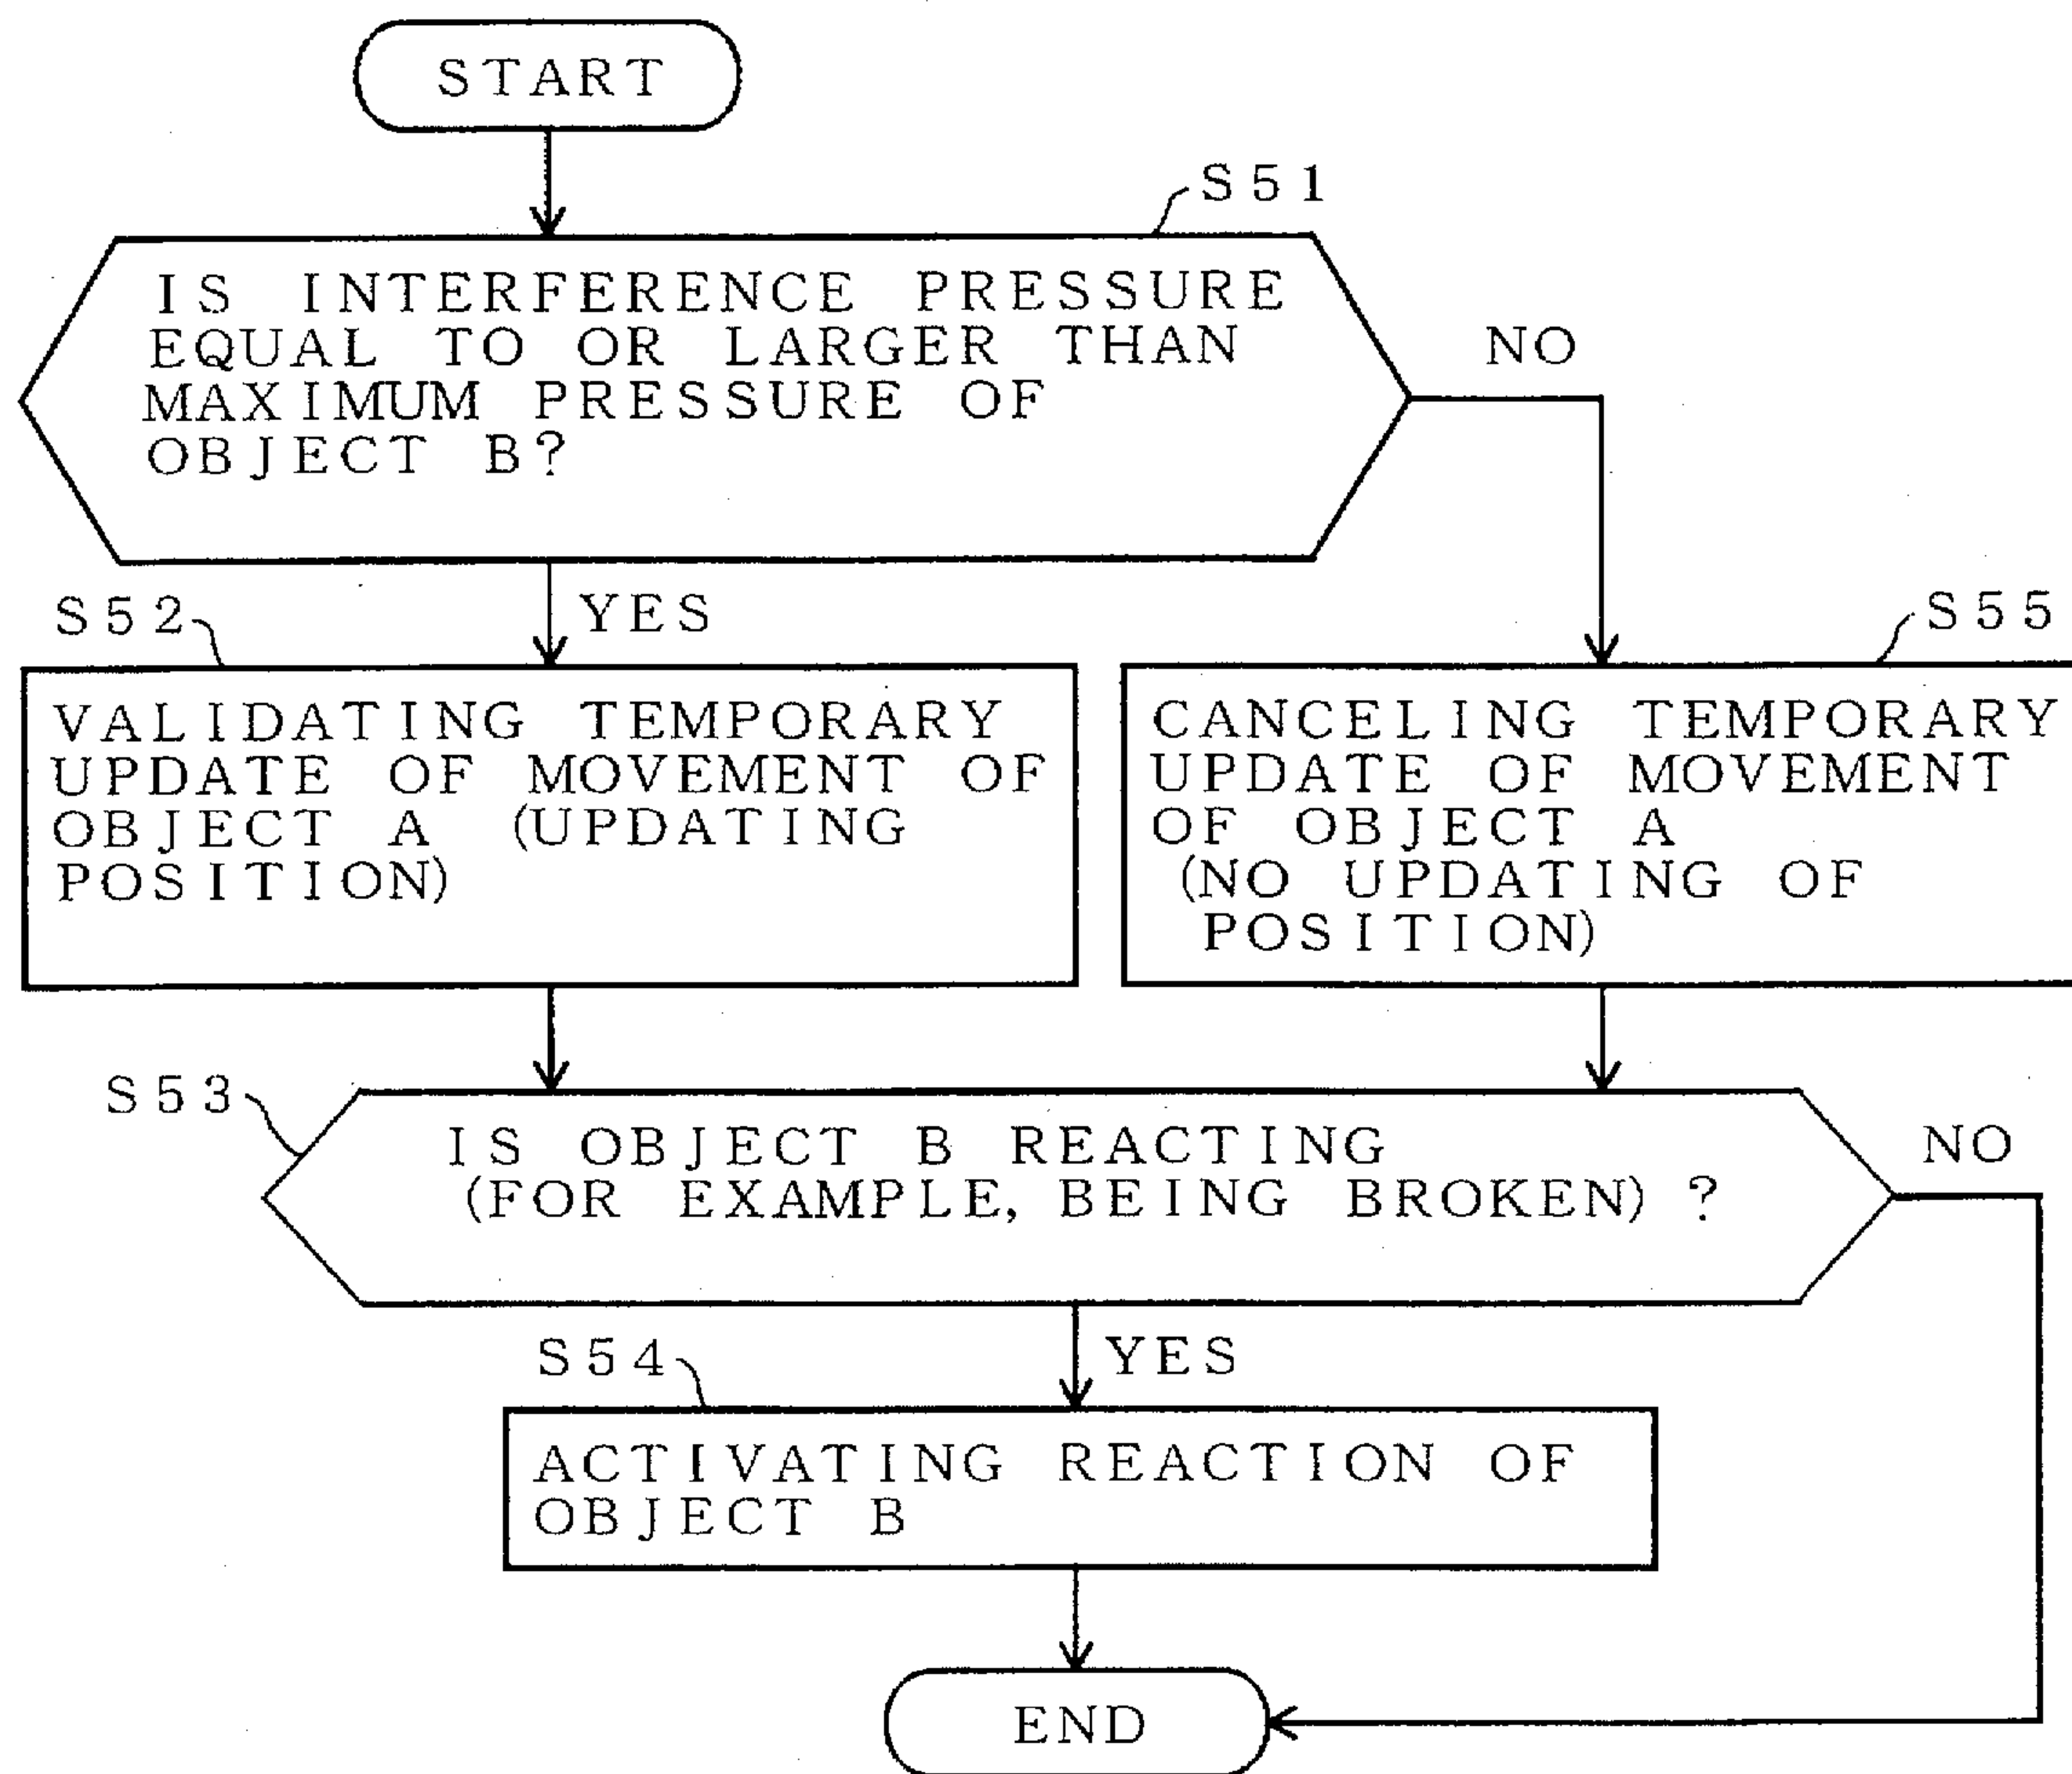 START
S51
IS INTERFERENCE PRESSURE
EQUAL TO OR LARGER THAN
MAXIMUM PRESSURE OF
OBJECT B?
NO
YES
S52
VALIDATING TEMPORARY
UPDATE OF MOVEMENT OF
OBJECT A (UPDATING
POSITION)
S55
CANCELING TEMPORARY
UPDATE OF MOVEMENT
OF OBJECT A
(NO UPDATING OF
POSITION)
S53
IS OBJECT B REACTING
(FOR EXAMPLE, BEING BROKEN) ?
NO
YES
S54
ACTIVATING REACTION OF
OBJECT B
END